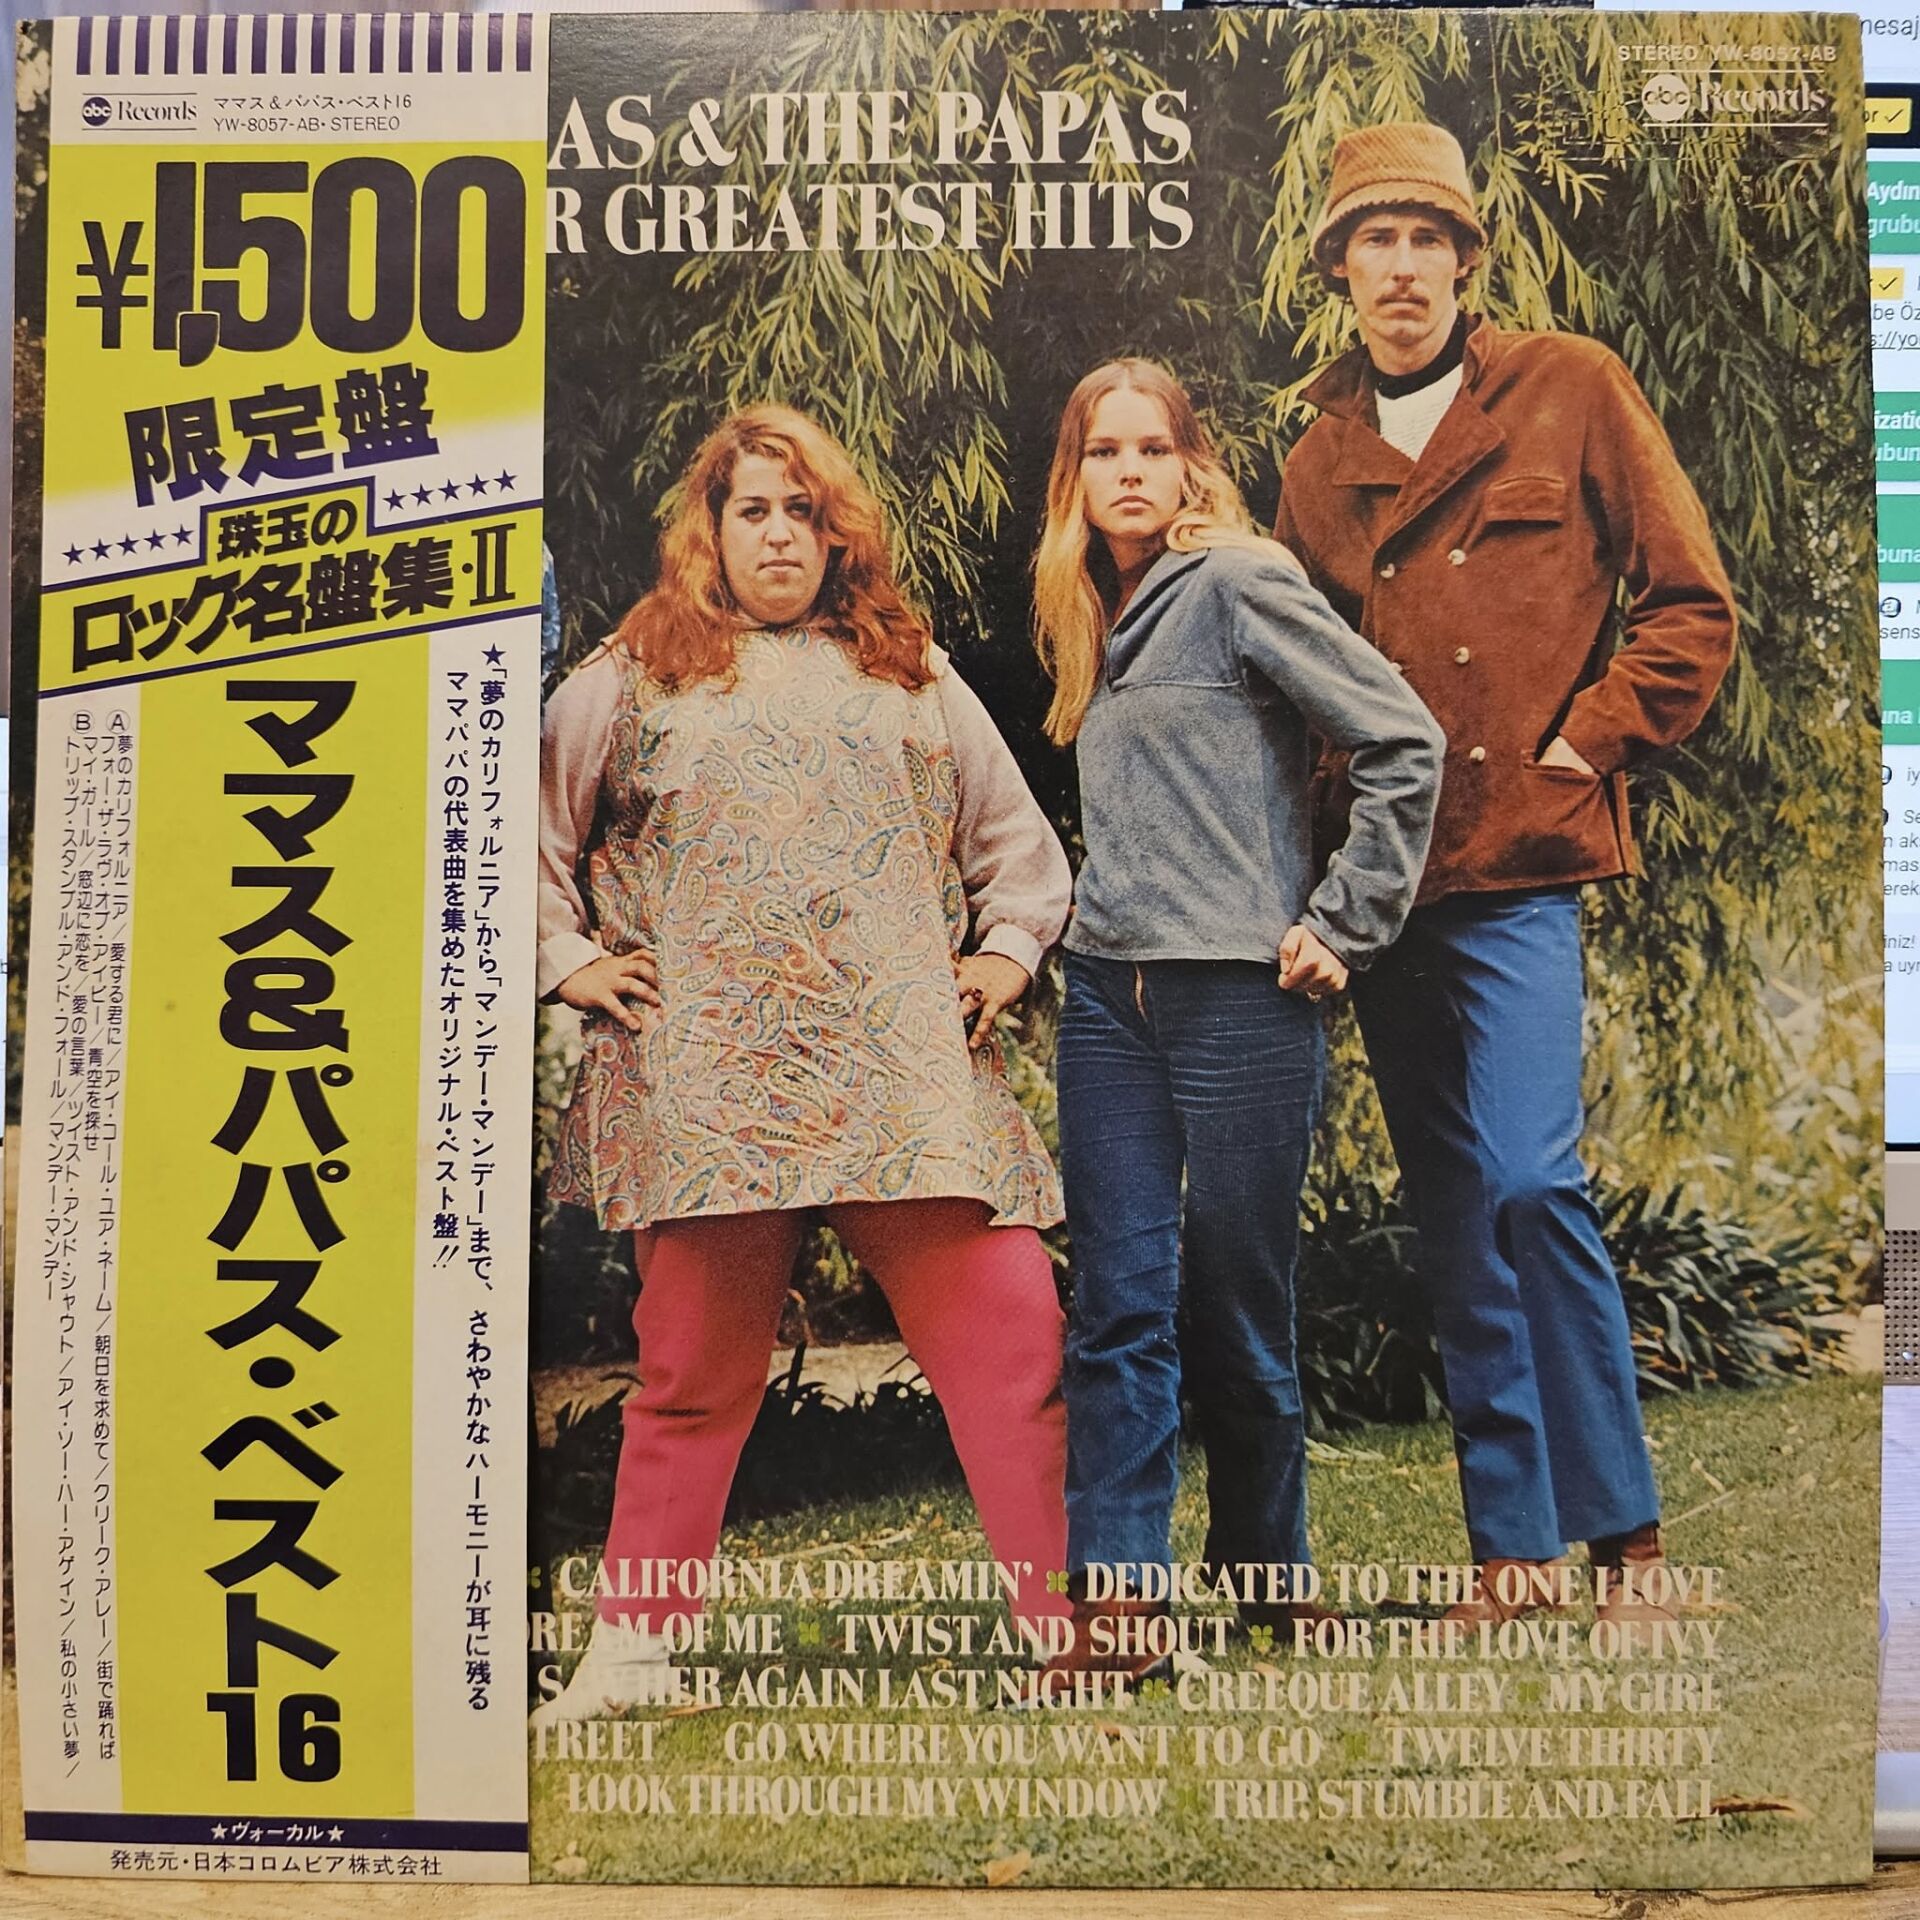 abc Records
ママス&パパス・ベスト16
YW-8057-AB・STEREO
¥1,500
限定盤
★★★★★ 珠玉の ★★★★★
ロック名盤集・II
★「夢のカリフォルニア」から「マンデー・マンデー」まで、さわやかなハーモニーが耳に残る
ママパパの代表曲を集めたオリジナル・ベスト盤!!
ママス&パパス・ベスト16
Ⓐ夢のカリフォルニア/愛する君に/アイ・コール・ユア・ネーム/朝日を求めて/クリーク・アレー/街で踊れば
フォー・ザ・ラヴ・オブ・アイビー/青空を探せ
Ⓑマイ・ガール/窓辺に恋を/愛の言葉/ツイスト・アンド・シャウト/アイ・ソー・ハー・アゲイン/私の小さい夢/
トリップ・スタンブル・アンド・フォール/マンデー・マンデー
★ヴォーカル★
発売元・日本コロムビア株式会社
STEREO YW-8057-AB
abc Records
AS & THE PAPAS
R GREATEST HITS
CALIFORNIA DREAMIN' DEDICATED TO THE ONE I LOVE
REAM OF ME TWIST AND SHOUT FOR THE LOVE OF IVY
SAW HER AGAIN LAST NIGHT CREEQUE ALLEY MY GIRL
TREET GO WHERE YOU WANT TO GO TWELVE THIRTY
LOOK THROUGH MY WINDOW TRIP, STUMBLE AND FALL
mesaj
Aydın
grubu
be Öz
s://yo